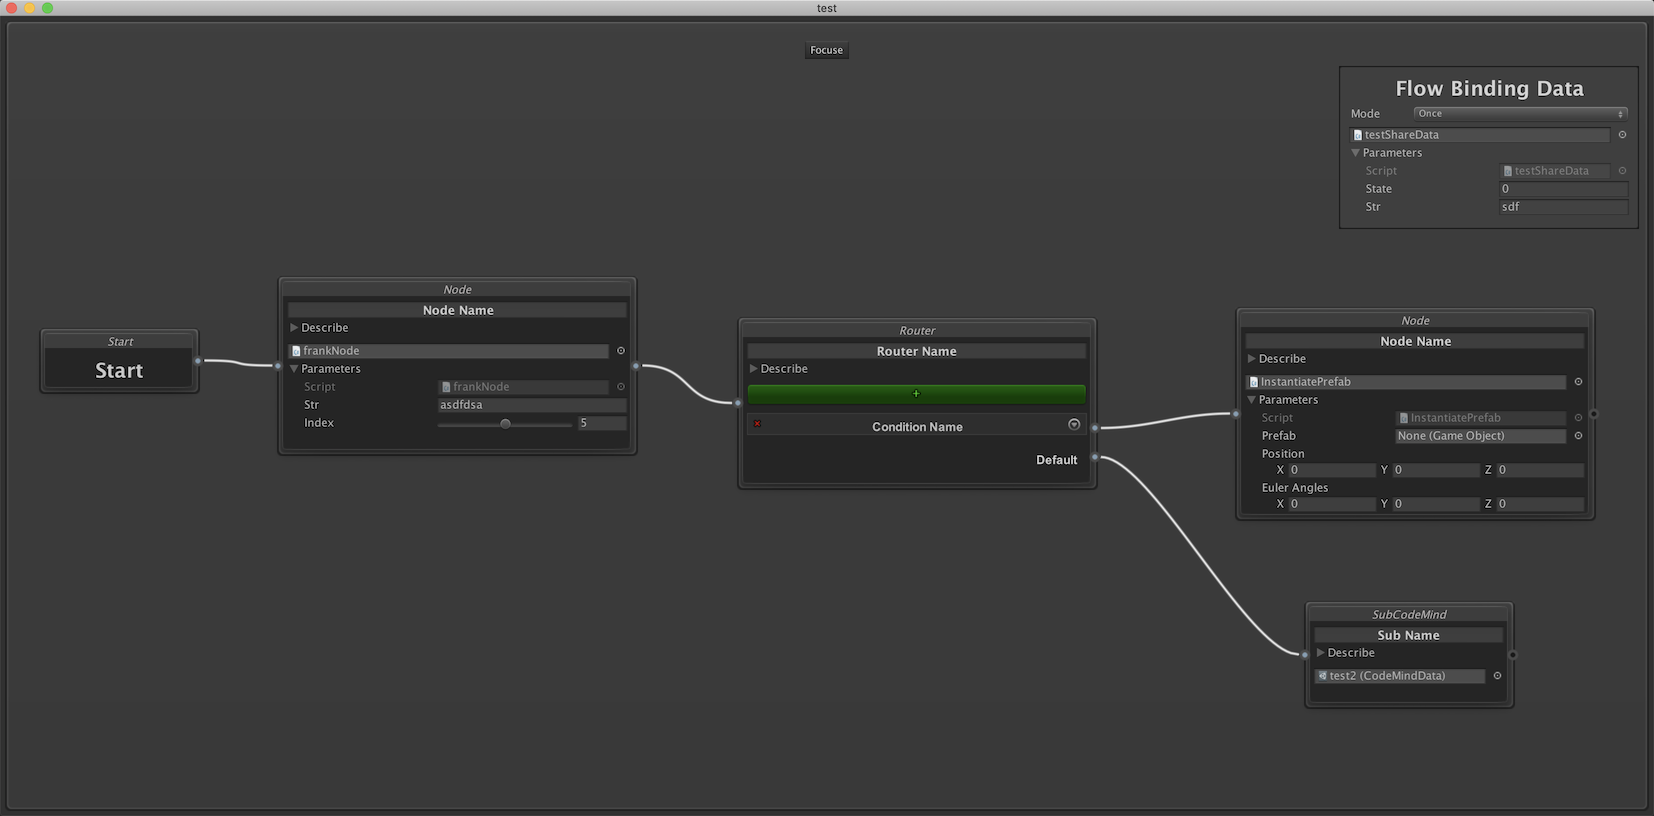 test
Focuse
Flow Binding Data
Mode Once
testShareData
Parameters
Script testShareData
State 0
Str sdf
Start
Start
Node
Node Name
Describe
frankNode
Parameters
Script frankNode
Str asdfdsa
Index 5
Router
Router Name
Describe
+
Condition Name
Default
Node
Node Name
Describe
InstantiatePrefab
Parameters
Script InstantiatePrefab
Prefab None (Game Object)
Position
X 0 Y 0 Z 0
Euler Angles
X 0 Y 0 Z 0
SubCodeMind
Sub Name
Describe
test2 (CodeMindData)